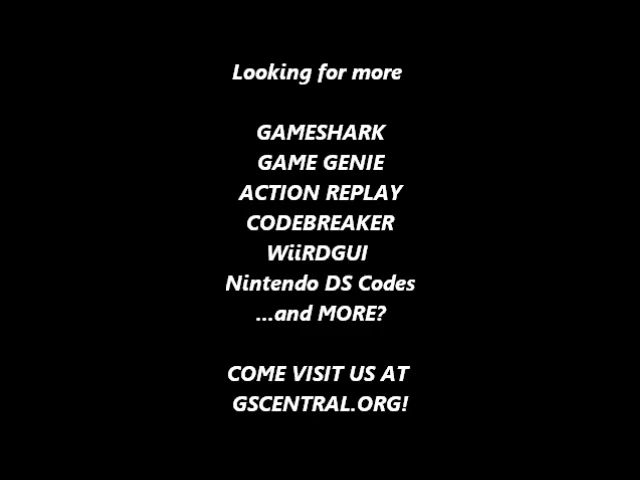 Looking for more
GAMESHARK
GAME GENIE
ACTION REPLAY
CODEBREAKER
WiiRDGUI
Nintendo DS Codes
...and MORE?
COME VISIT US AT
GSCENTRAL.ORG!